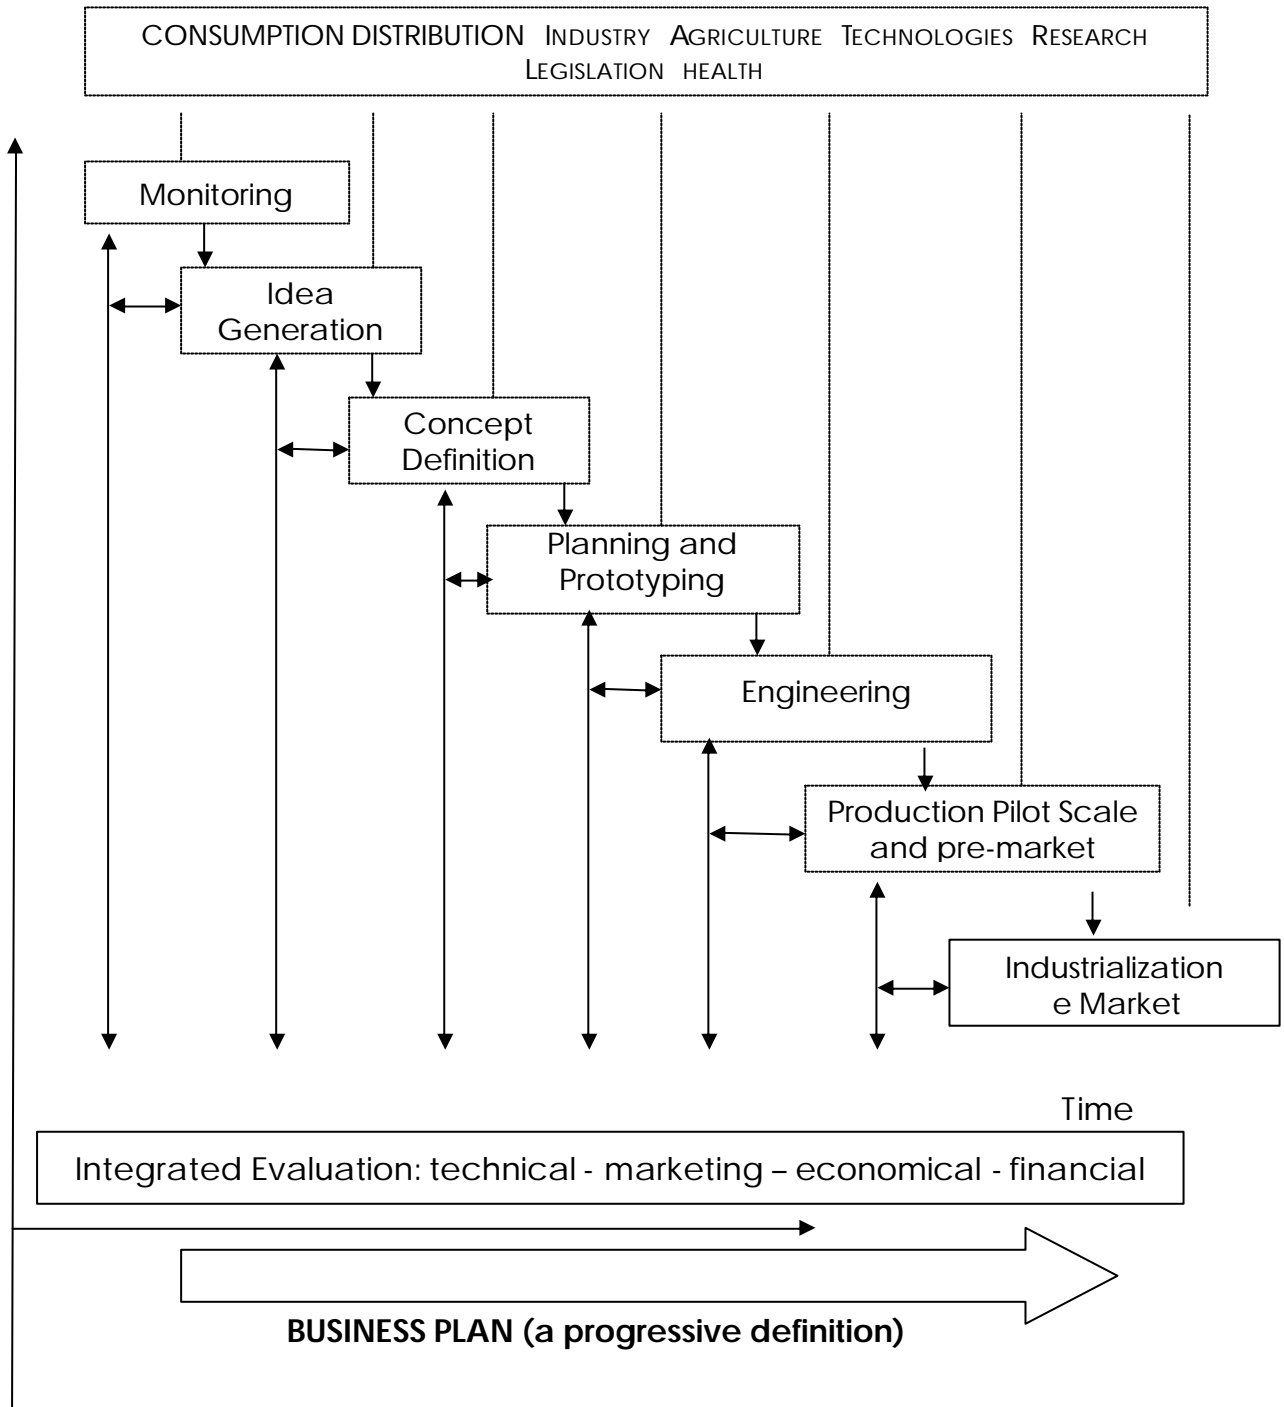 CONSUMPTION DISTRIBUTION INDUSTRY AGRICULTURE TECHNOLOGIES RESEARCH
LEGISLATION HEALTH
Monitoring
Idea
Generation
Concept
Definition
Planning and
Prototyping
Engineering
Production Pilot Scale
and pre-market
Industrialization
e Market
Time
Integrated Evaluation: technical - marketing – economical - financial
BUSINESS PLAN (a progressive definition)